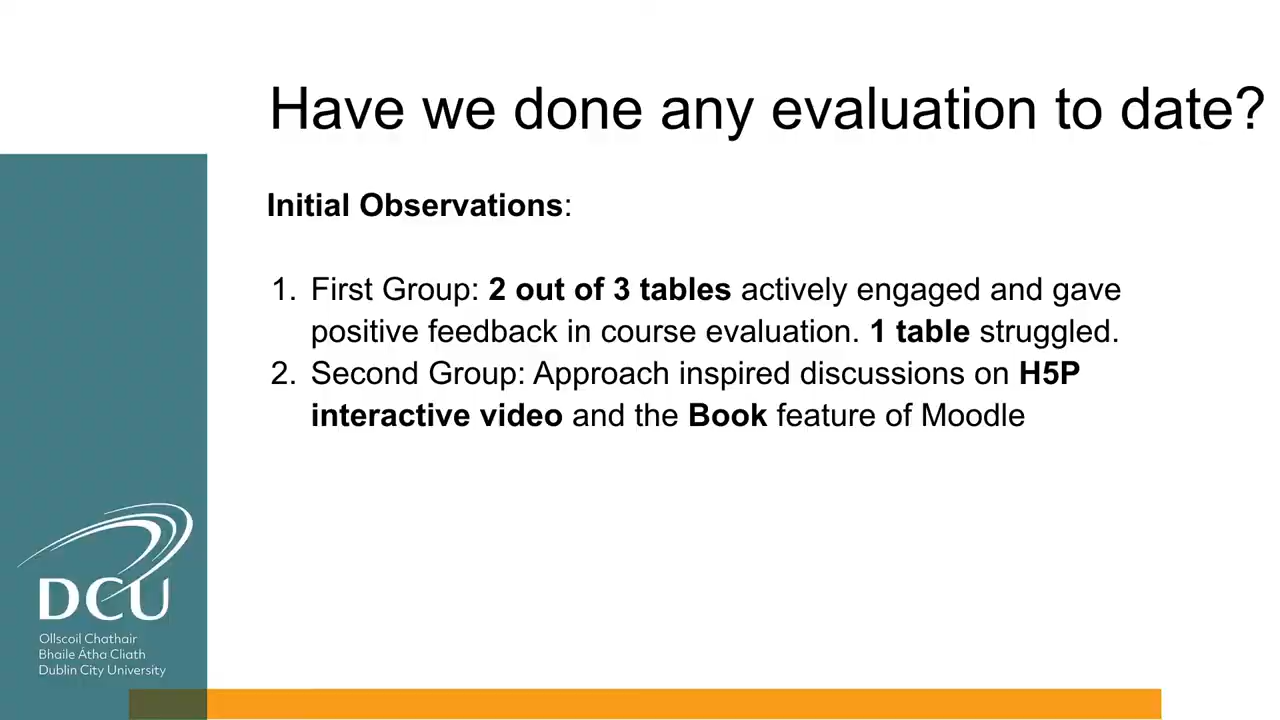 Have we done any evaluation to date?
Initial Observations:
1. First Group: 2 out of 3 tables actively engaged and gave
positive feedback in course evaluation. 1 table struggled.
2. Second Group: Approach inspired discussions on H5P
interactive video and the Book feature of Moodle
DCU
Ollscoil Chathair
Bhaile Átha Cliath
Dublin City University